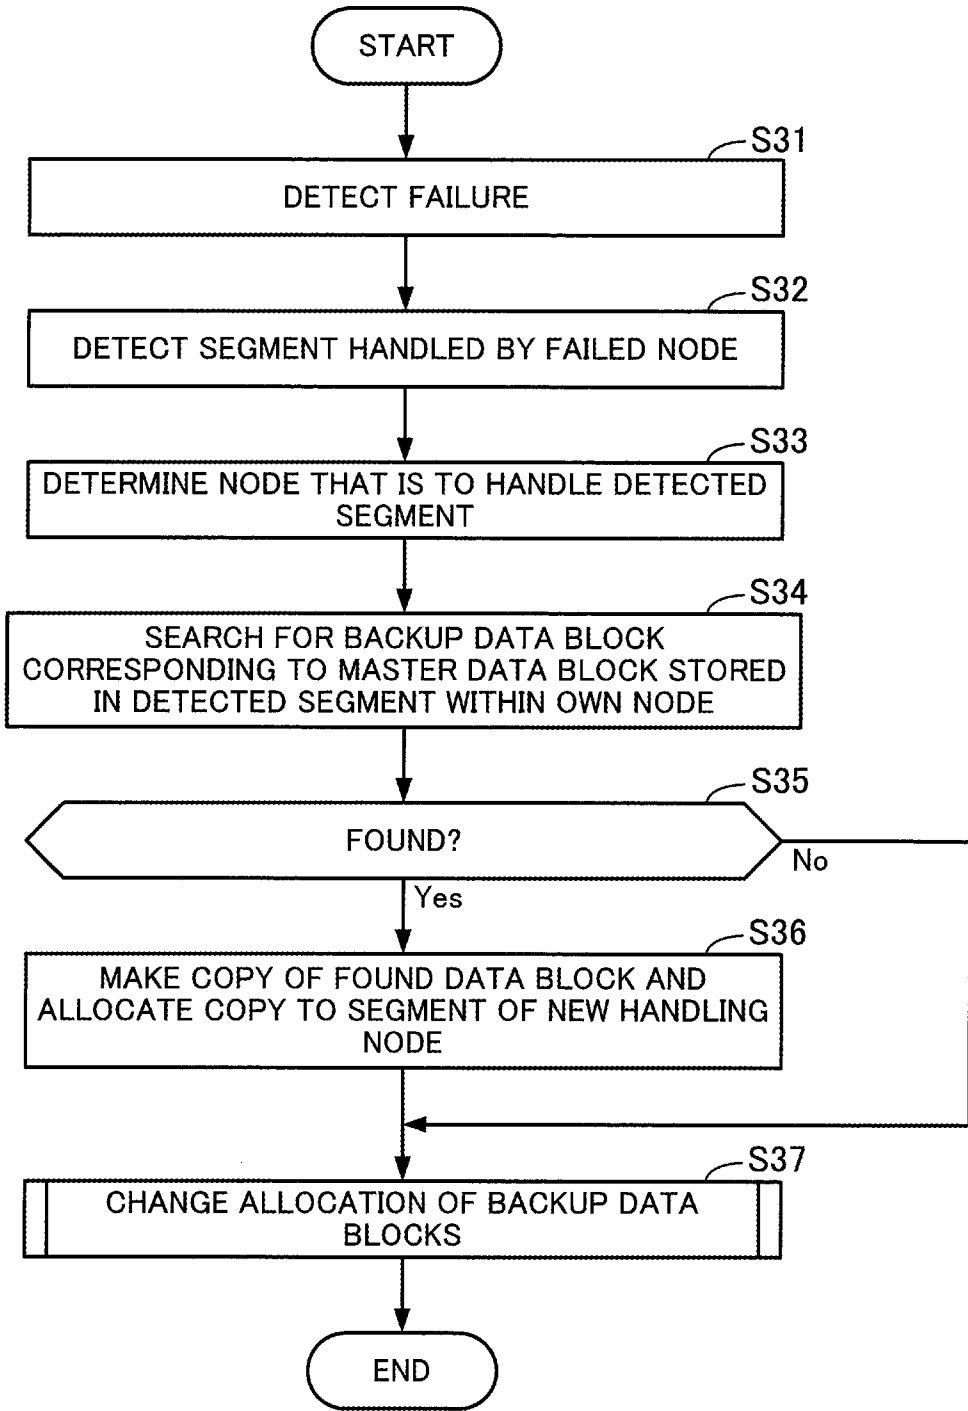 START
S31
DETECT FAILURE
S32
DETECT SEGMENT HANDLED BY FAILED NODE
S33
DETERMINE NODE THAT IS TO HANDLE DETECTED
SEGMENT
S34
SEARCH FOR BACKUP DATA BLOCK
CORRESPONDING TO MASTER DATA BLOCK STORED
IN DETECTED SEGMENT WITHIN OWN NODE
S35
FOUND?
No
Yes
S36
MAKE COPY OF FOUND DATA BLOCK AND
ALLOCATE COPY TO SEGMENT OF NEW HANDLING
NODE
S37
CHANGE ALLOCATION OF BACKUP DATA
BLOCKS
END